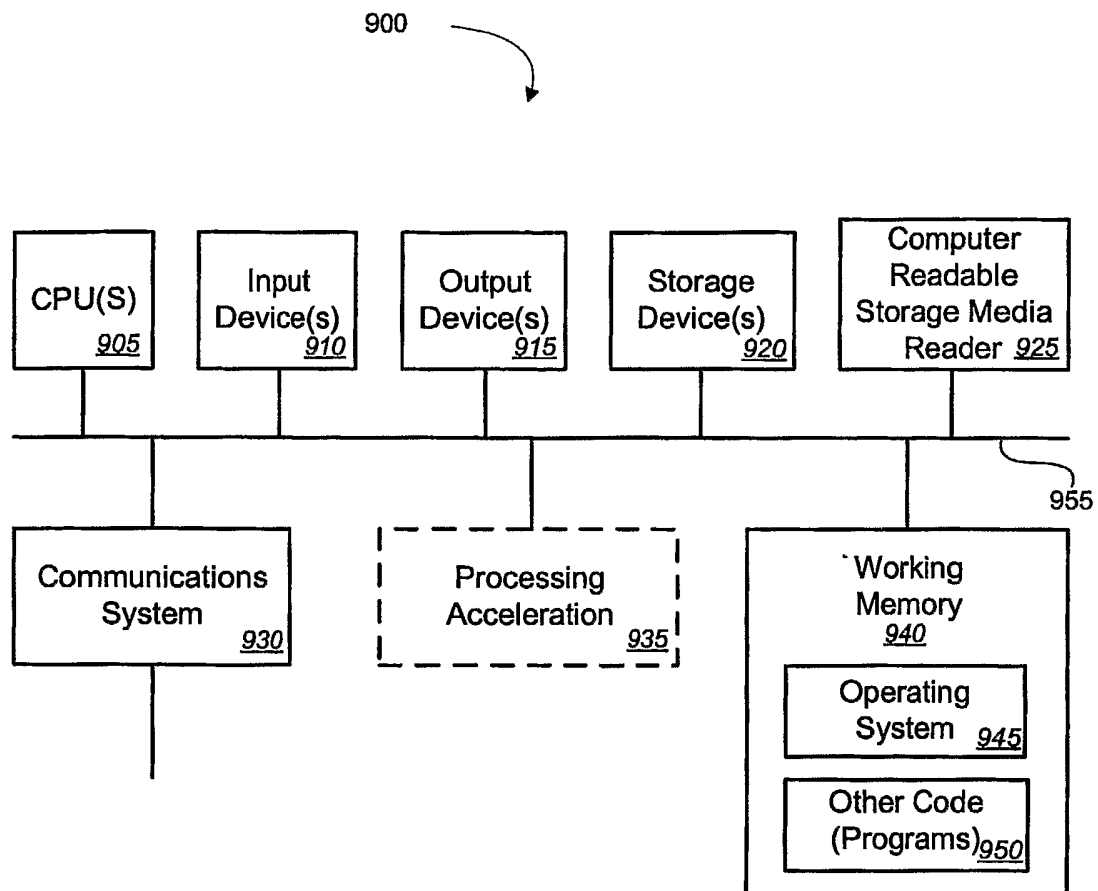 900
CPU(S)
905
Input
Device(s)
910
Output
Device(s)
915
Storage
Device(s)
920
Computer
Readable
Storage Media
Reader 925
955
Communications
System
930
Processing
Acceleration
935
Working
Memory
940
Operating
System
945
Other Code
(Programs)
950